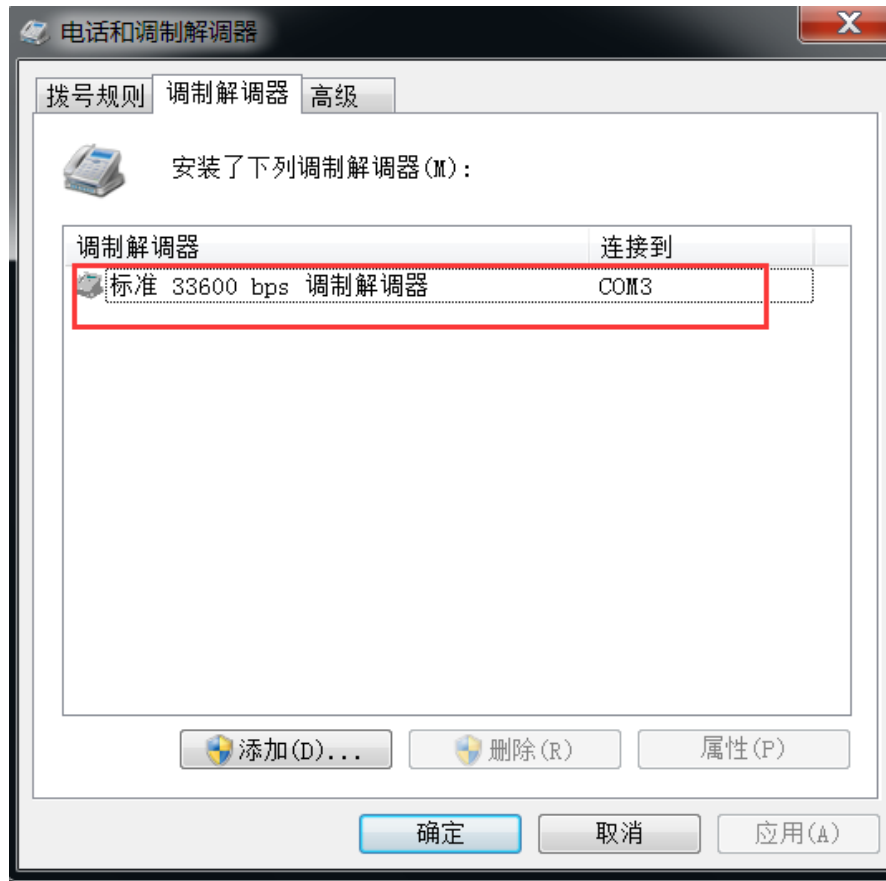 电话和调制解调器
拨号规则 调制解调器 高级
安装了下列调制解调器(M):
调制解调器 连接到
标准 33600 bps 调制解调器 COM3
添加(D)... 删除(R) 属性(P)
确定 取消 应用(A)